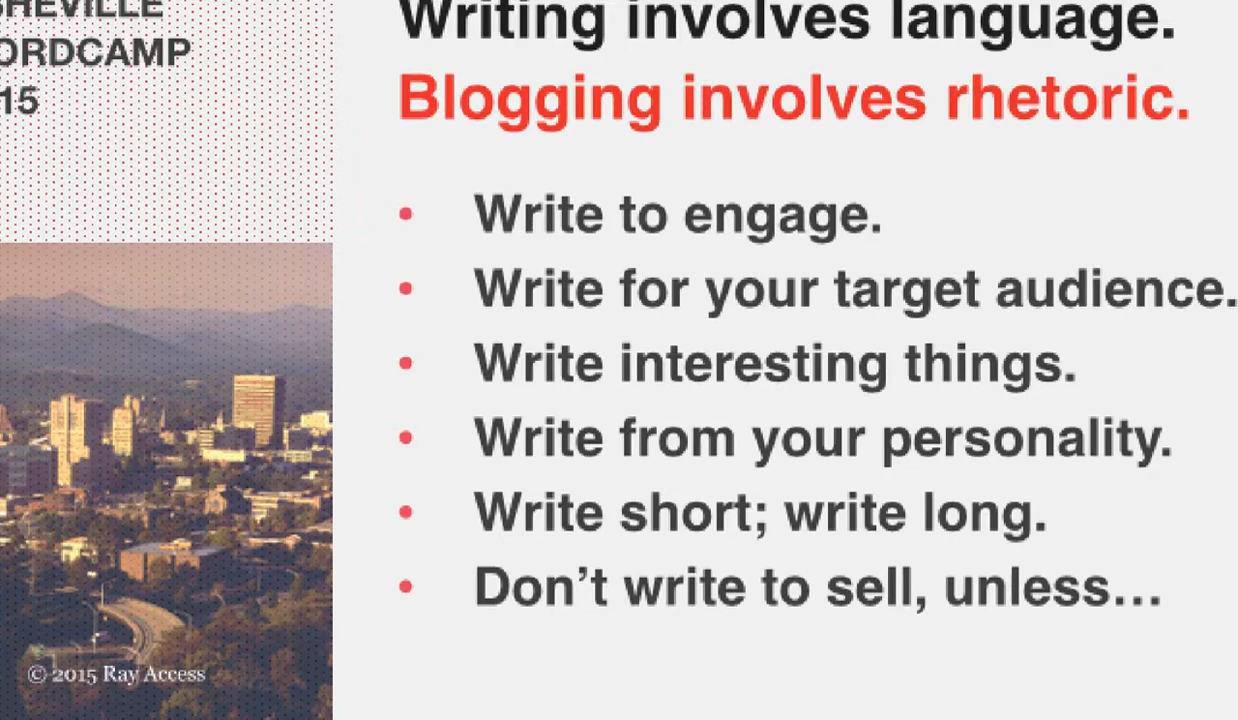 SHEVILLE
ORDCAMP
15
Writing involves language.
Blogging involves rhetoric.
• Write to engage.
• Write for your target audience.
• Write interesting things.
• Write from your personality.
• Write short; write long.
• Don’t write to sell, unless…
© 2015 Ray Access